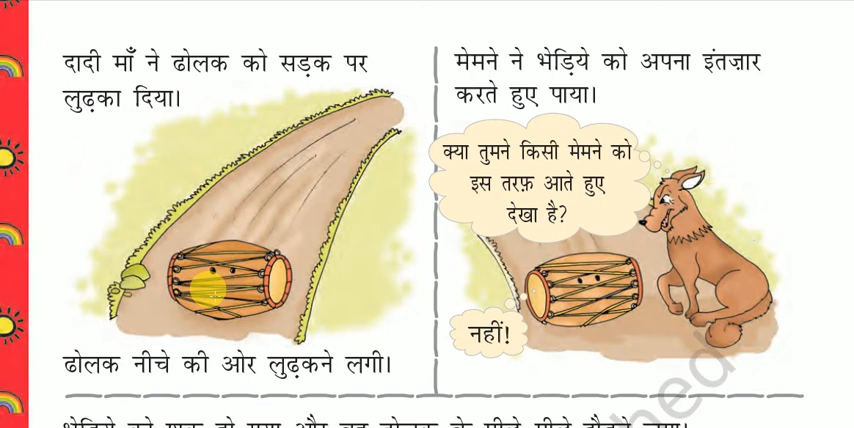 दादी माँ ने ढोलक को सड़क पर
लुढ़का दिया।
ढोलक नीचे की ओर लुढ़कने लगी।
मेमने ने भेड़िये को अपना इंतज़ार
करते हुए पाया।
क्या तुमने किसी मेमने को
इस तरफ़ आते हुए
देखा है?
नहीं!